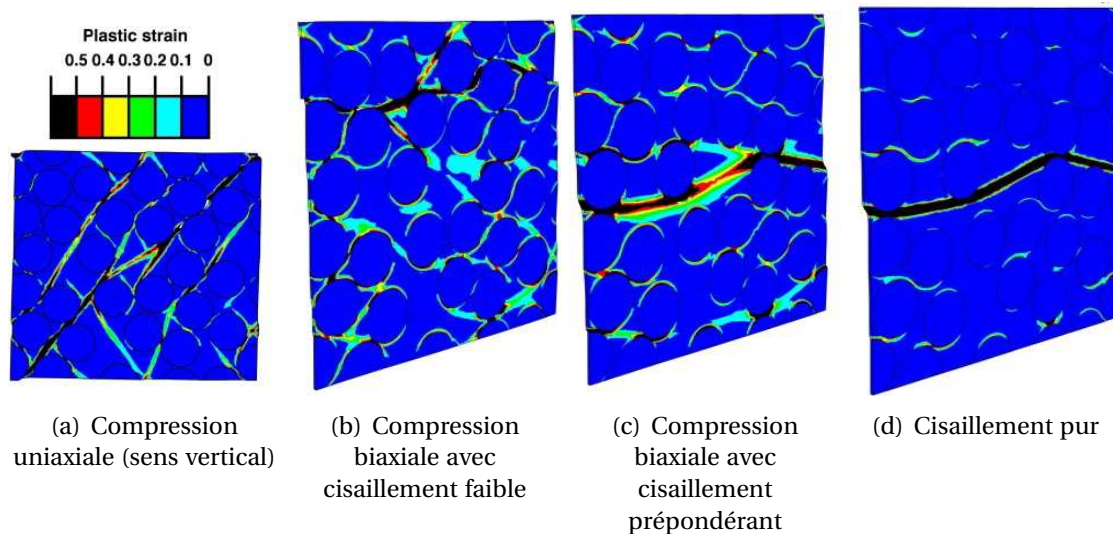 Plastic strain
0.5 0.4 0.3 0.2 0.1 0
(a) Compression
uniaxiale (sens vertical)
(b) Compression
biaxiale avec
cisaillement faible
(c) Compression
biaxiale avec
cisaillement
prépondérant
(d) Cisaillement pur